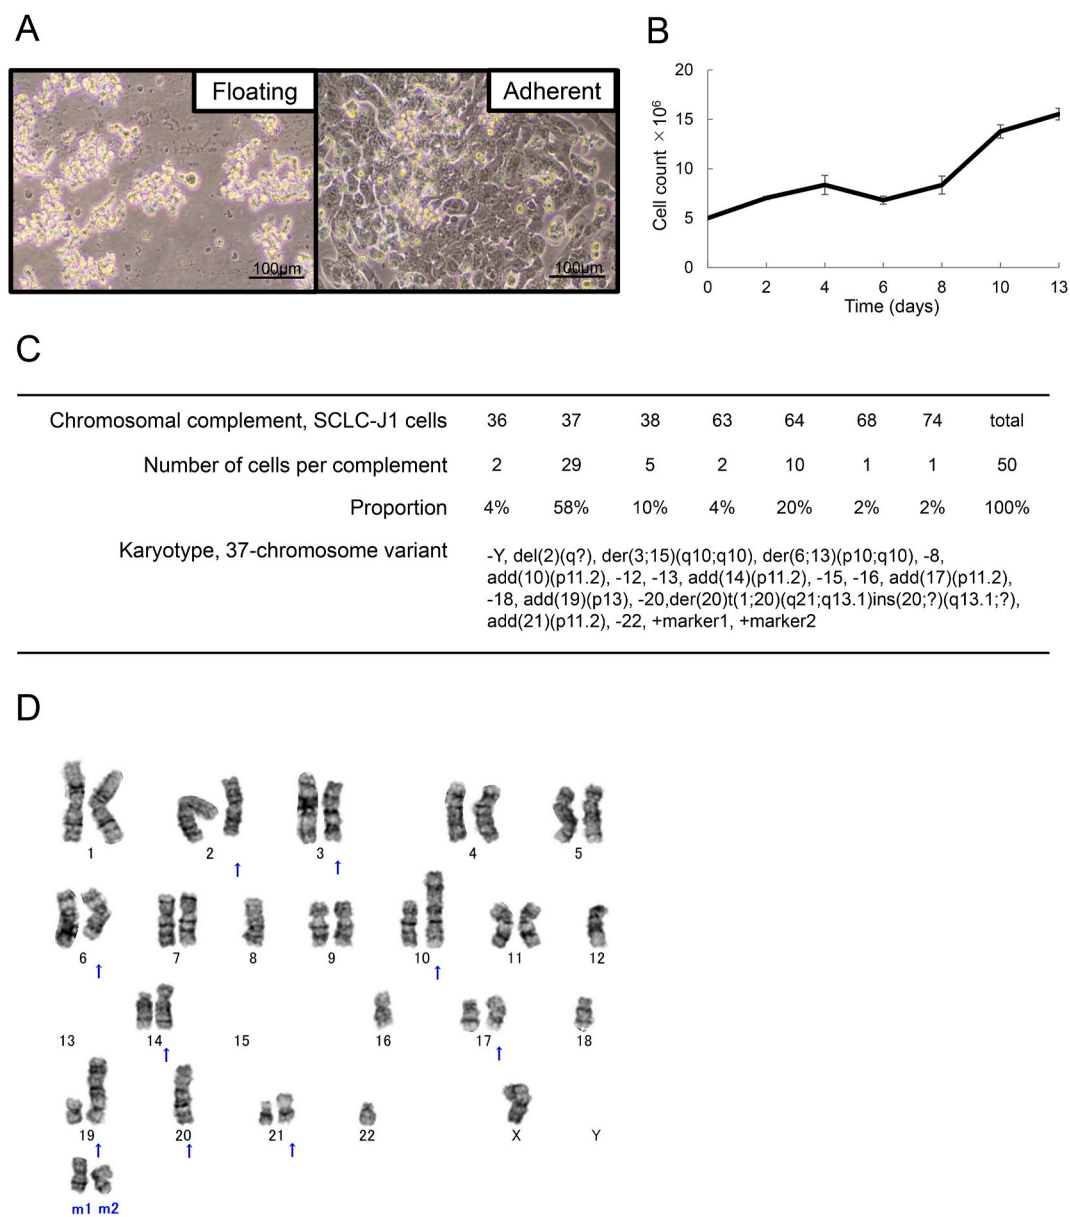 A
Floating
Adherent
100μm
100μm
B
20
15
10
5
0
Cell count ×10⁶
0 2 4 6 8 10 13
Time (days)
C
Chromosomal complement, SCLC-J1 cells 36 37 38 63 64 68 74 total
Number of cells per complement 2 29 5 2 10 1 1 50
Proportion 4% 58% 10% 4% 20% 2% 2% 100%
Karyotype, 37-chromosome variant
-Y, del(2)(q?), der(3;15)(q10;q10), der(6;13)(p10;q10), -8,
add(10)(p11.2), -12, -13, add(14)(p11.2), -15, -16, add(17)(p11.2),
-18, add(19)(p13), -20,der(20)t(1;20)(q21;q13.1)ins(20;?)(q13.1;?),
add(21)(p11.2), -22, +marker1, +marker2
D
1 2 3 4 5
↑ ↑
6 7 8 9 10 11 12
↑ ↑
13 14 15 16 17 18
↑ ↑
19 20 21 22 X Y
↑ ↑ ↑
m1 m2